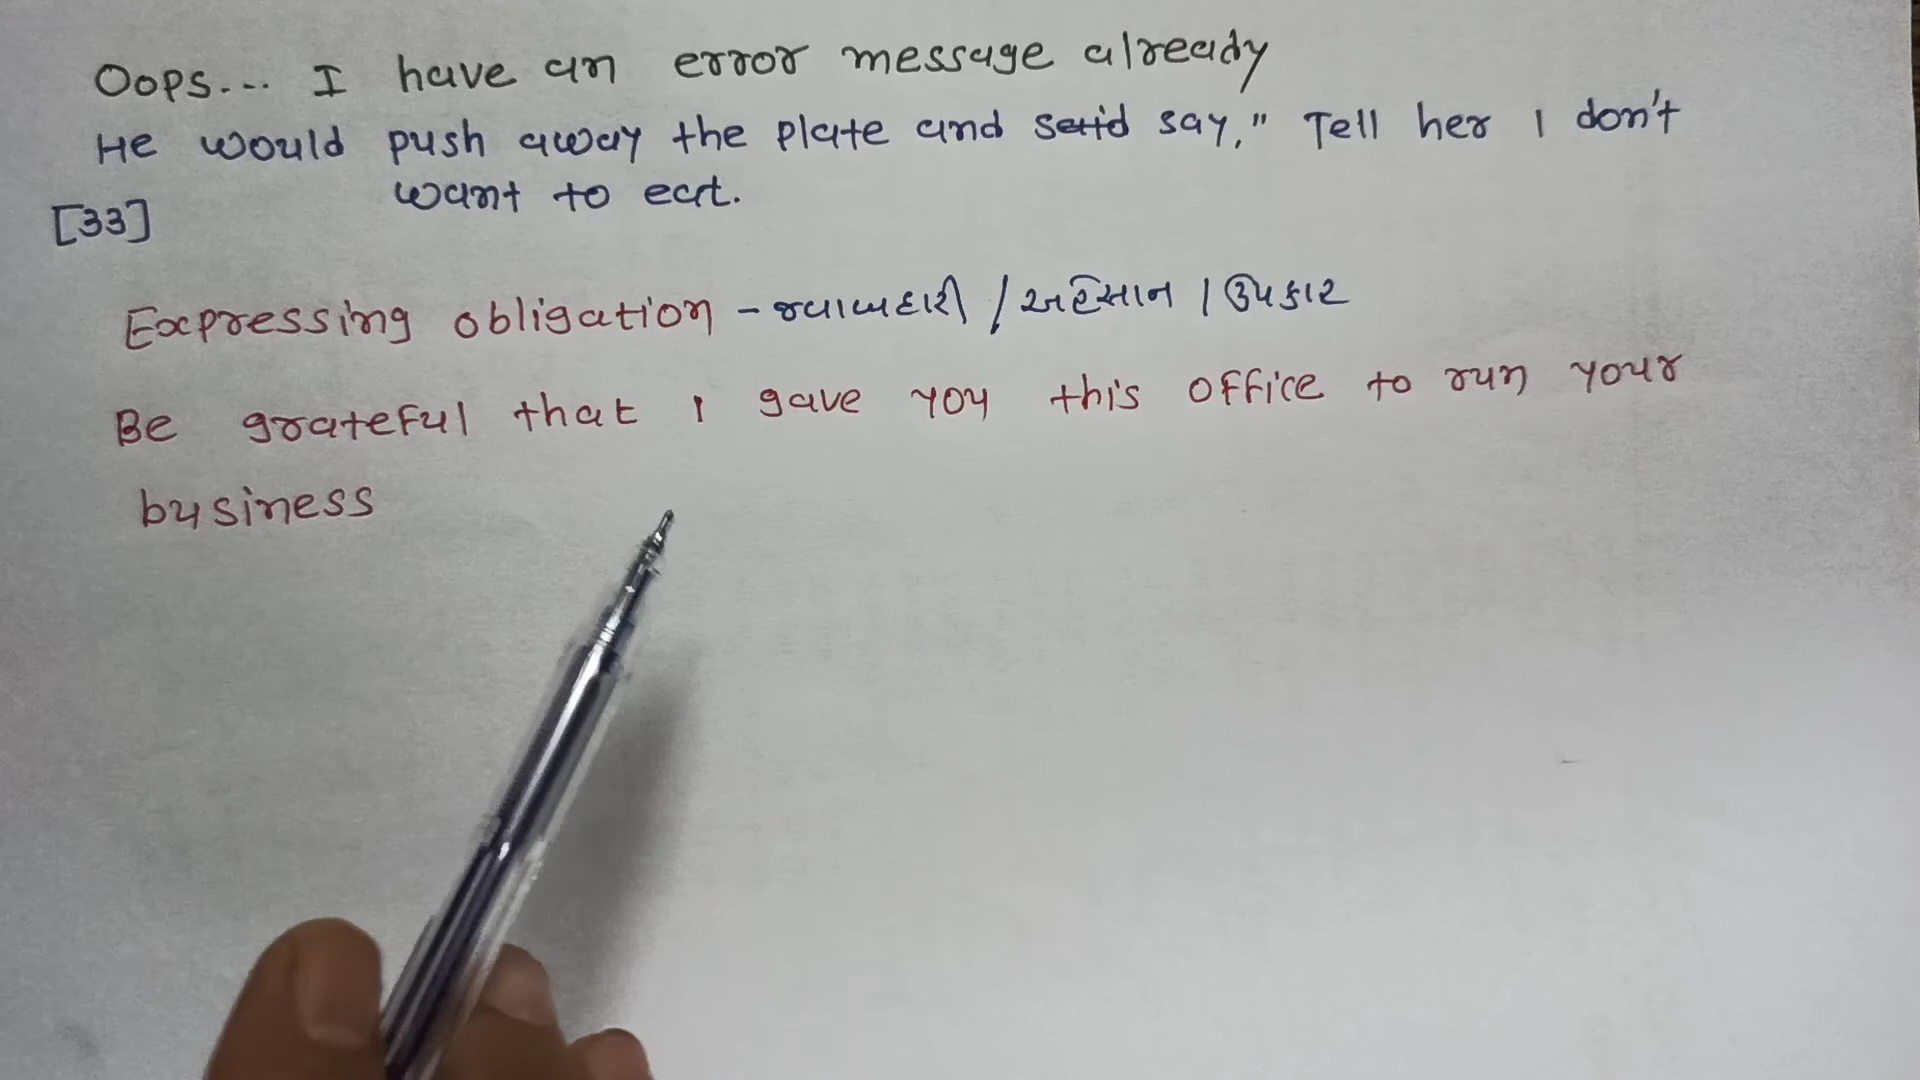 Oops... I have an error message already
He would push away the plate and said say," Tell her I don't
want to eat.
[33]
Expressing obligation - જવાબદારી / અહેસાન / ઉપકાર
Be grateful that I gave you this office to run your
business